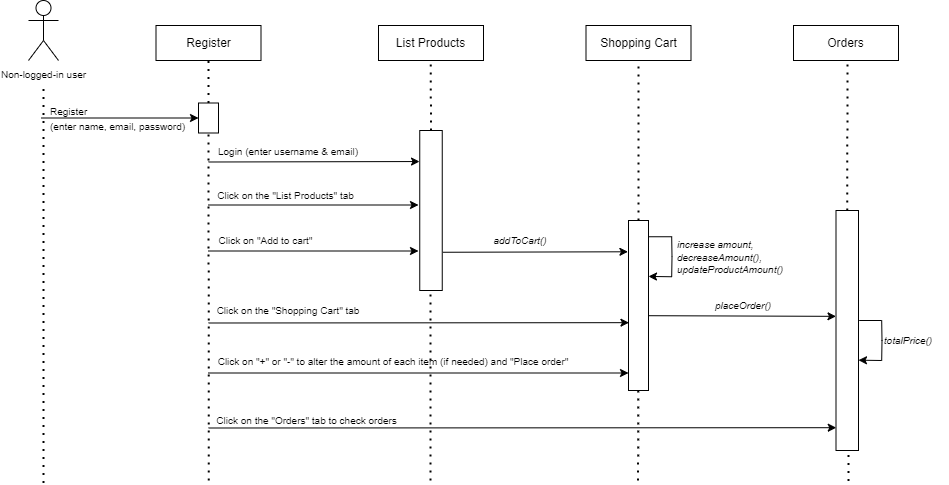 Register
List Products
Shopping Cart
Orders
Non-logged-in user
Register
(enter name, email, password)
Login (enter username & email)
Click on the "List Products" tab
Click on "Add to cart"
addToCart()
increase amount,
decreaseAmount(),
updateProductAmount()
placeOrder()
Click on the "Shopping Cart" tab
totalPrice()
Click on "+" or "-" to alter the amount of each item (if needed) and "Place order"
Click on the "Orders" tab to check orders